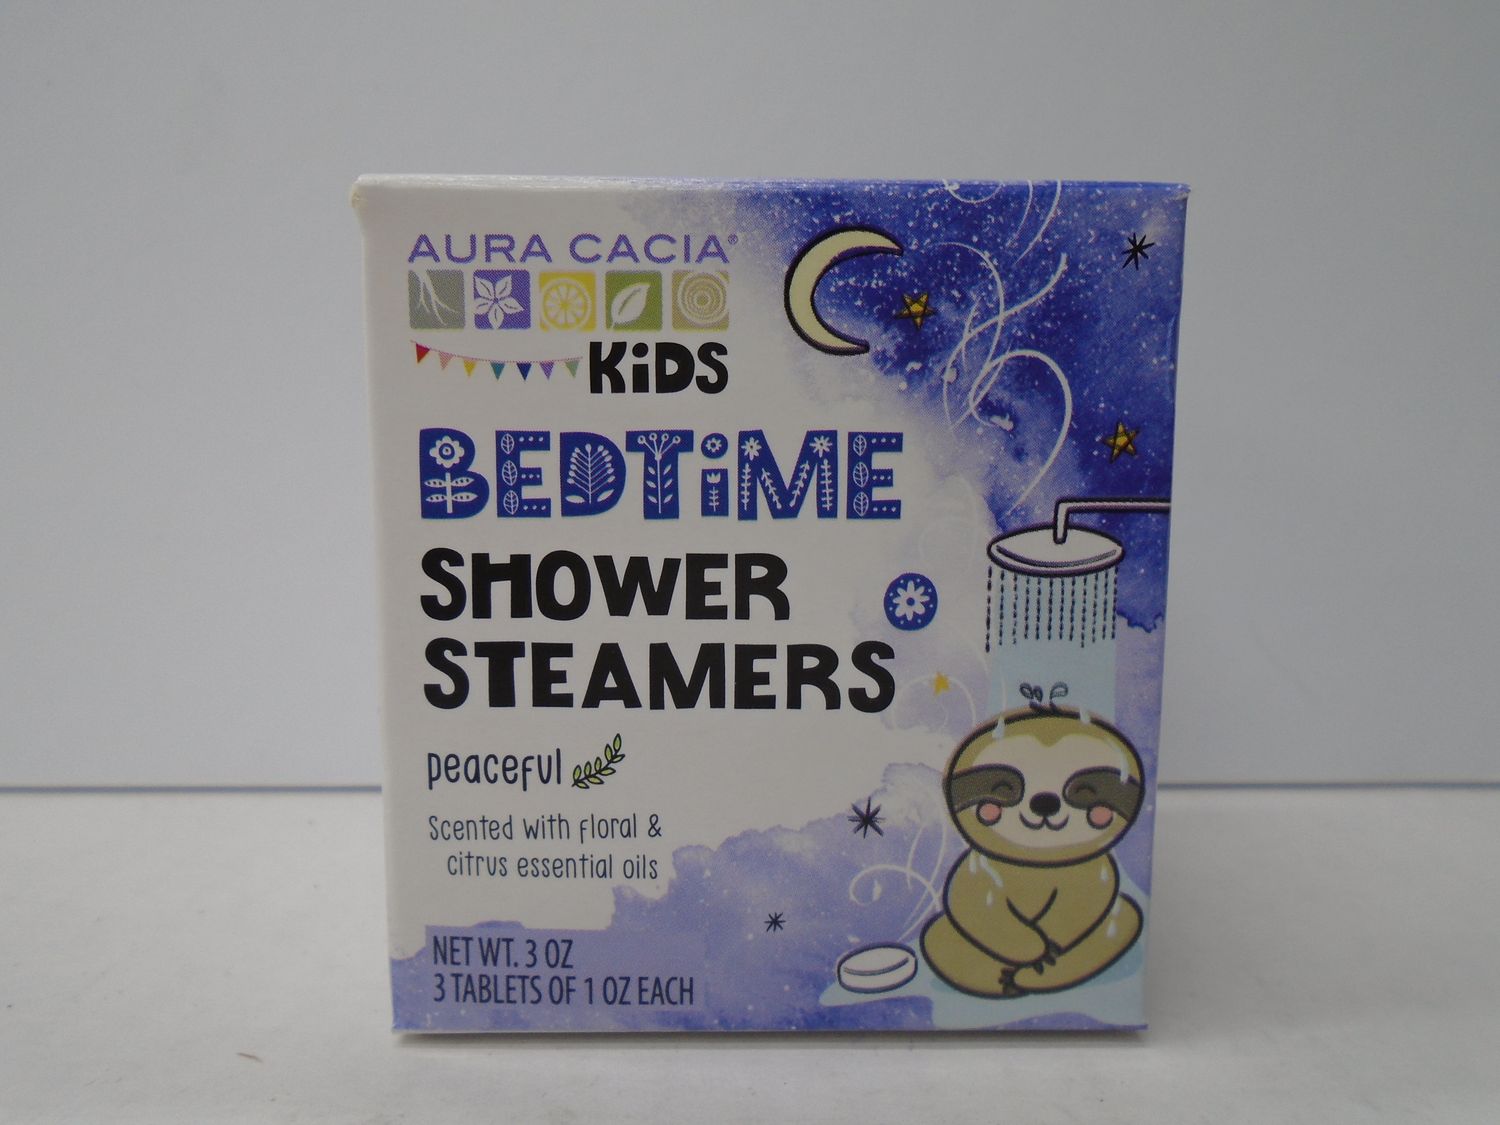 AURA CACIA®
KiDS
BEDTiME
SHOWER
STEAMERS
peaceful
Scented with floral &
citrus essential oils
NET WT. 3 OZ
3 TABLETS OF 1 OZ EACH